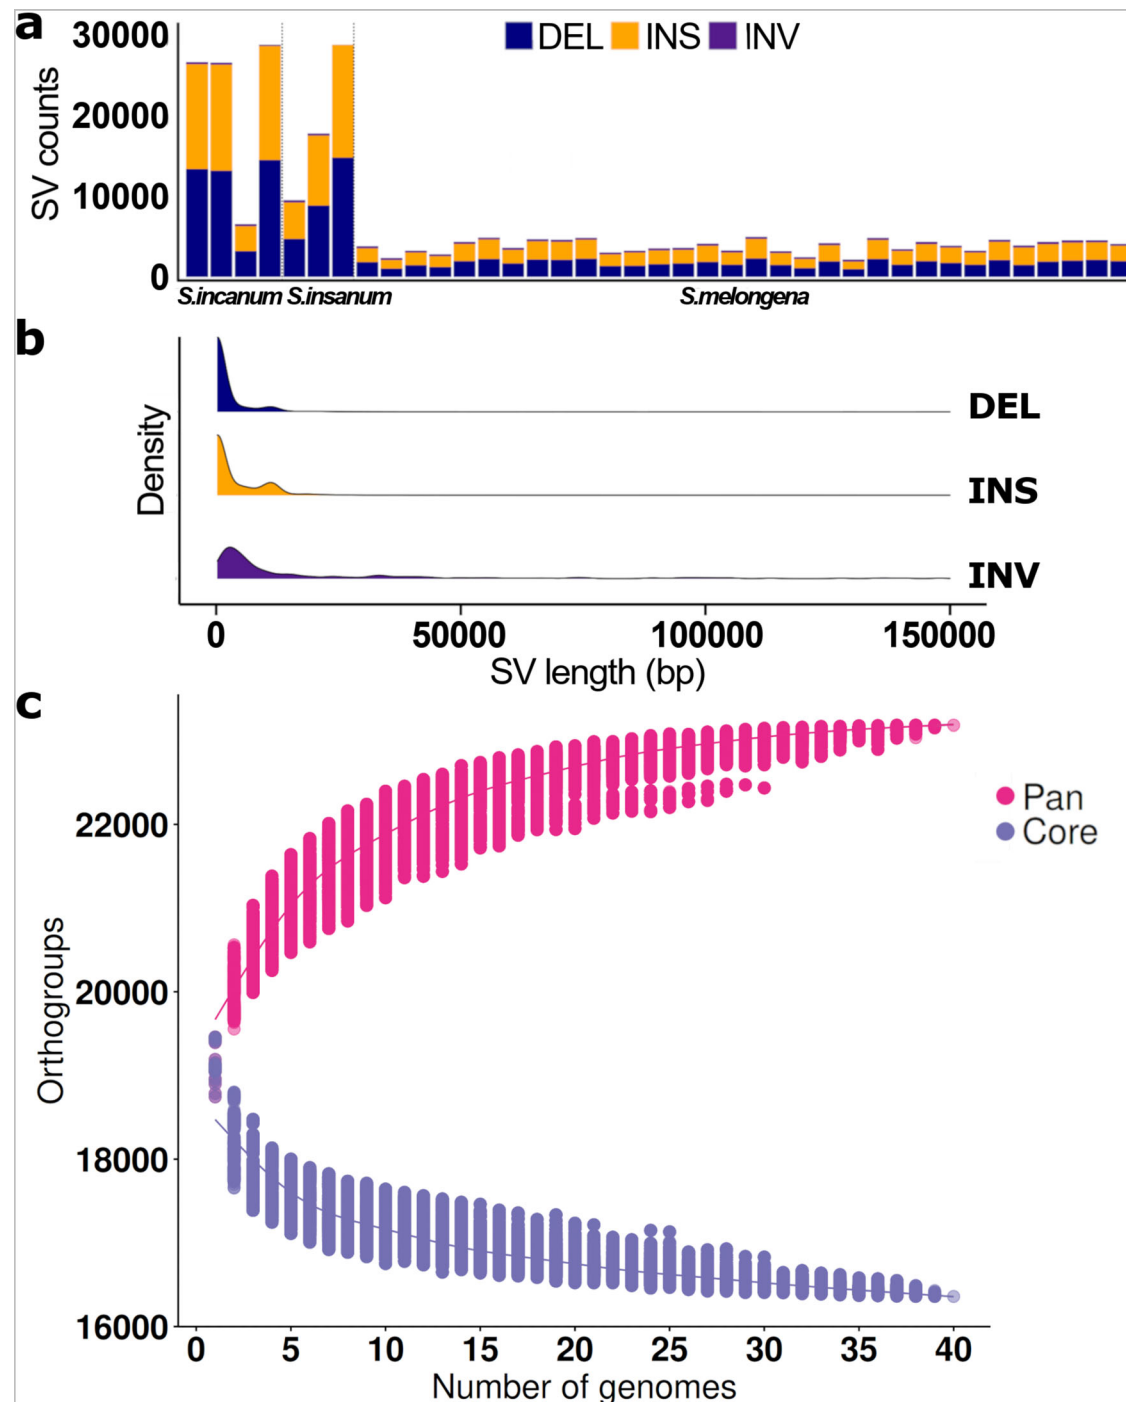 a
DEL INS INV
SV counts
30000
20000
10000
0
S.incanum S.insanum S.melongena
b
Density
DEL
INS
INV
0 50000 100000 150000
SV length (bp)
c
Orthogroups
22000
20000
18000
16000
Pan
Core
0 5 10 15 20 25 30 35 40
Number of genomes